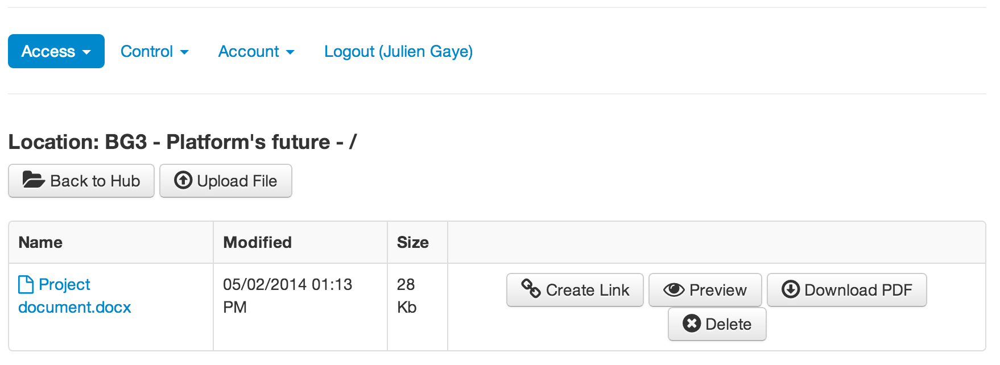 Access Control Account Logout (Julien Gaye)
Location: BG3 - Platform's future - /
Back to Hub Upload File
Name Modified Size
Project document.docx 05/02/2014 01:13 PM 28 Kb Create Link Preview Download PDF
Delete